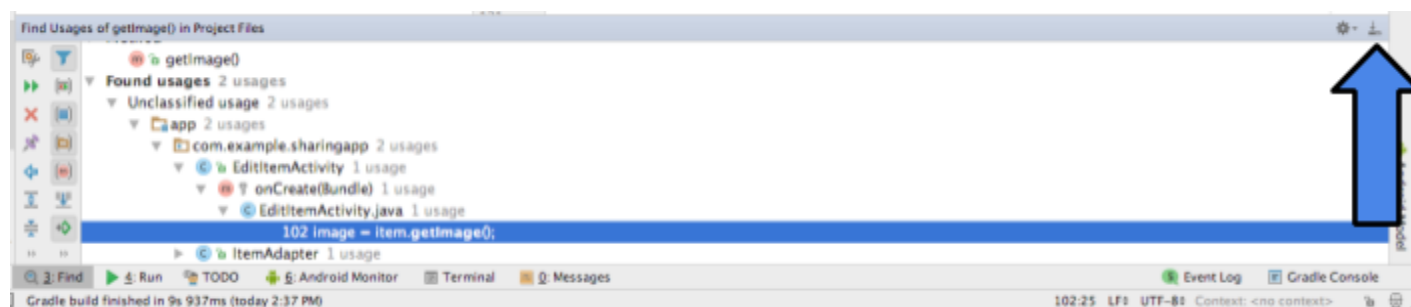 Find Usages of getImage() in Project Files
getImage()
Found usages 2 usages
Unclassified usage 2 usages
app 2 usages
com.example.sharingapp 2 usages
EditItemActivity 1 usage
onCreate(Bundle) 1 usage
EditItemActivity.java 1 usage
102 image = item.getImage();
ItemAdapter 1 usage
3: Find 4: Run TODO 6: Android Monitor Terminal 0: Messages Event Log Gradle Console
Gradle build finished in 9s 937ms (today 2:37 PM) 102:25 LF UTF-8 Context: <no context>